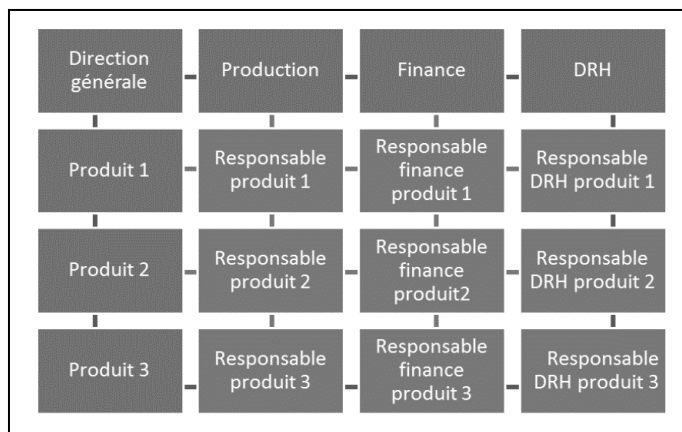 Direction
générale
Production
Finance
DRH
Produit 1
Responsable
produit 1
Responsable
finance
produit 1
Responsable
DRH produit 1
Produit 2
Responsable
produit 2
Responsable
finance
produit2
Responsable
DRH produit 2
Produit 3
Responsable
produit 3
Responsable
finance
produit 3
Responsable
DRH produit 3